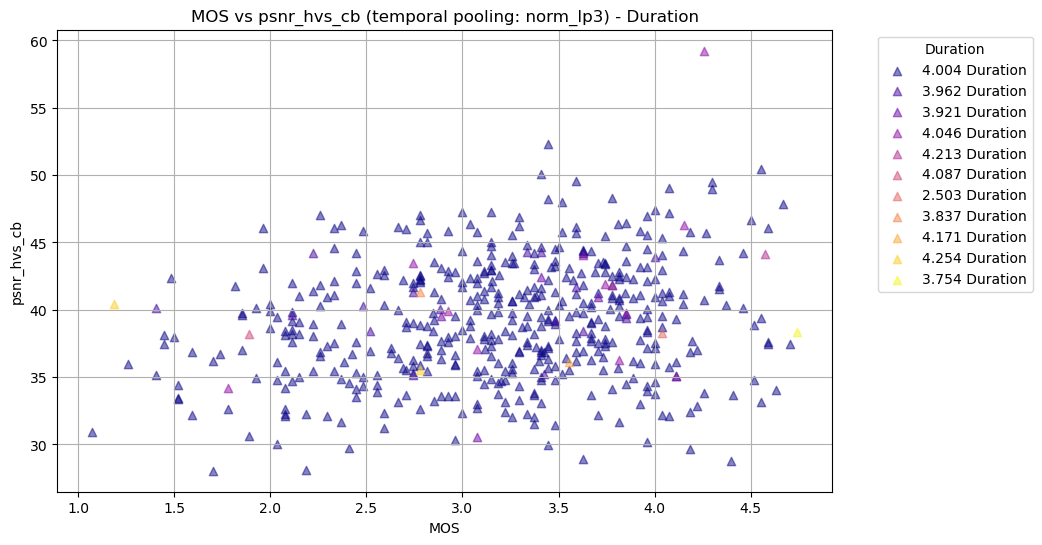 MOS vs psnr_hvs_cb (temporal pooling: norm_lp3) - Duration
psnr_hvs_cb
60
55
50
45
40
35
30
1.0 1.5 2.0 2.5 3.0 3.5 4.0 4.5
MOS
Duration
4.004 Duration
3.962 Duration
3.921 Duration
4.046 Duration
4.213 Duration
4.087 Duration
2.503 Duration
3.837 Duration
4.171 Duration
4.254 Duration
3.754 Duration